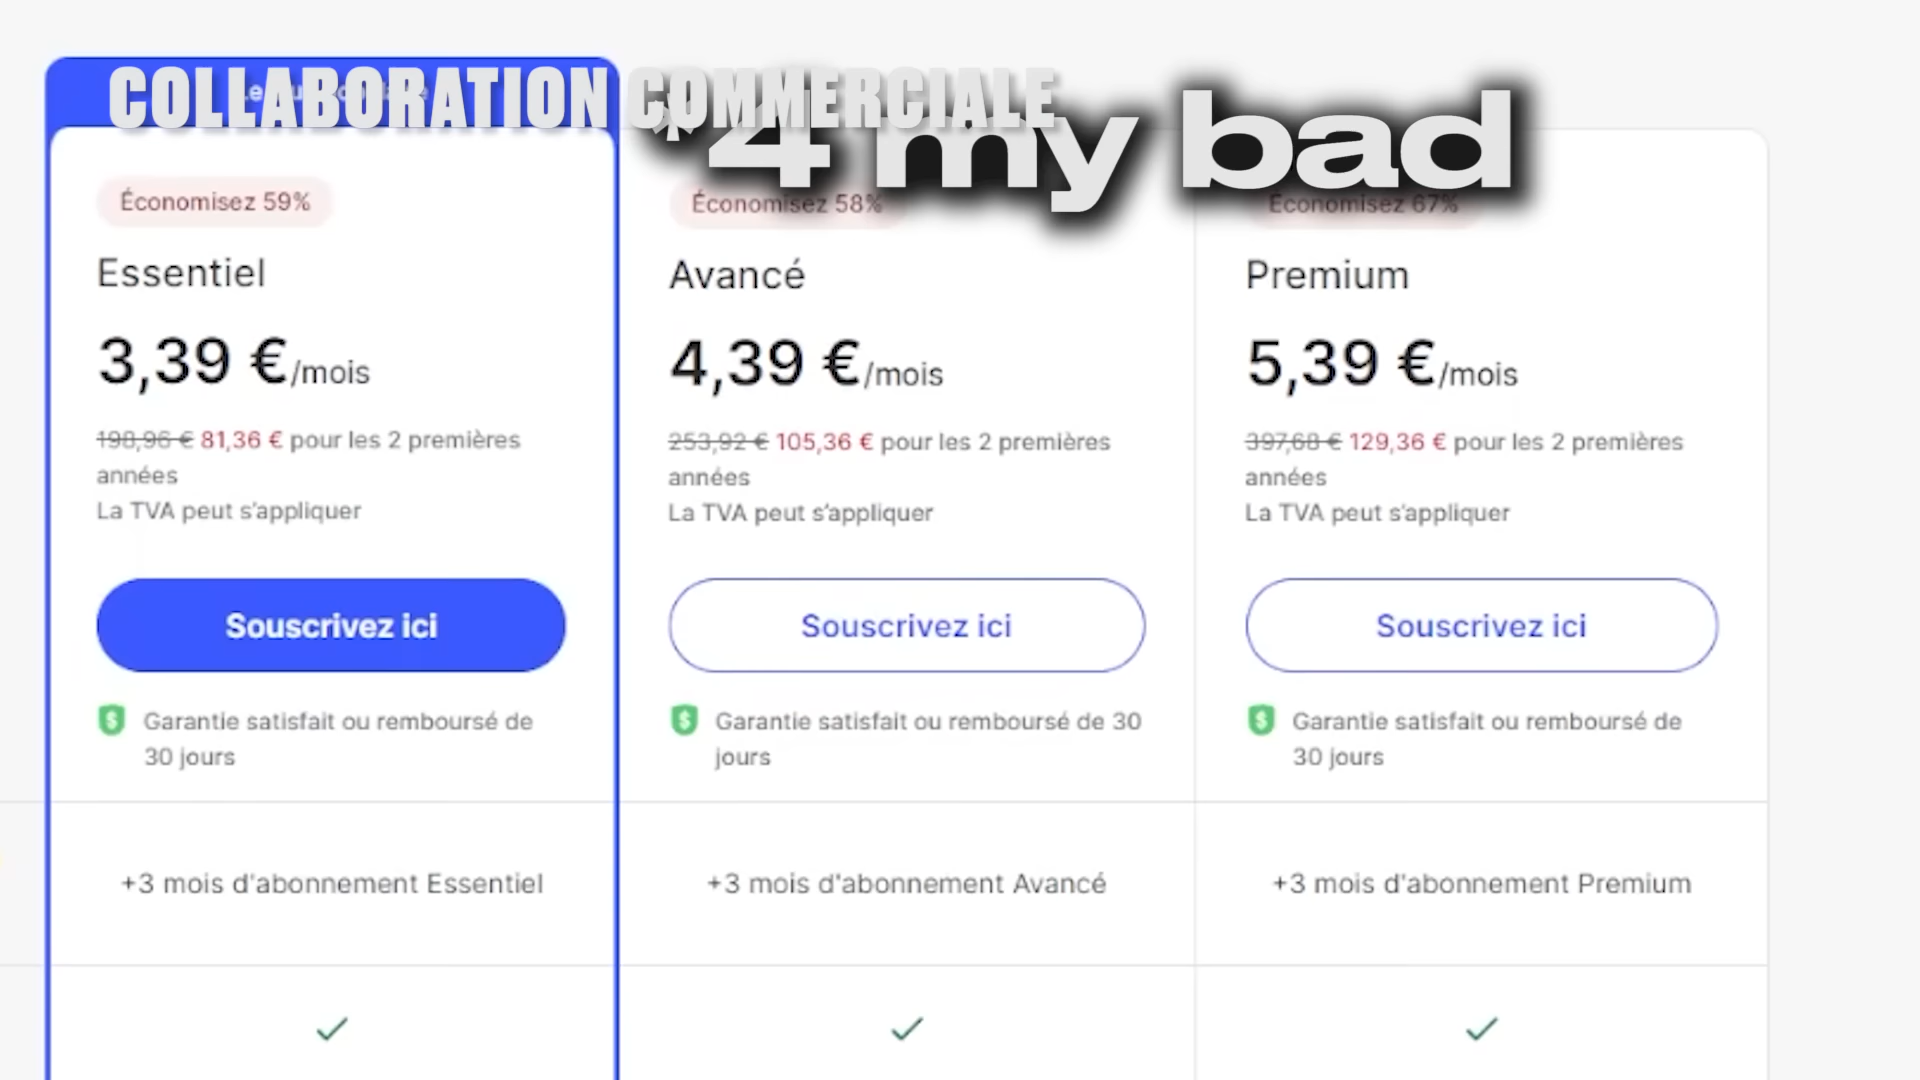 COLLABORATION COMMERCIALE
*4 my bad
Économisez 59%
Essentiel
3,39 €/mois
198,96 € 81,36 € pour les 2 premières
années
La TVA peut s'appliquer
Souscrivez ici
Garantie satisfait ou remboursé de
30 jours
+3 mois d'abonnement Essentiel
Économisez 58%
Avancé
4,39 €/mois
253,92 € 105,36 € pour les 2 premières
années
La TVA peut s'appliquer
Souscrivez ici
Garantie satisfait ou remboursé de 30
jours
+3 mois d'abonnement Avancé
Économisez 67%
Premium
5,39 €/mois
397,68 € 129,36 € pour les 2 premières
années
La TVA peut s'appliquer
Souscrivez ici
Garantie satisfait ou remboursé de
30 jours
+3 mois d'abonnement Premium